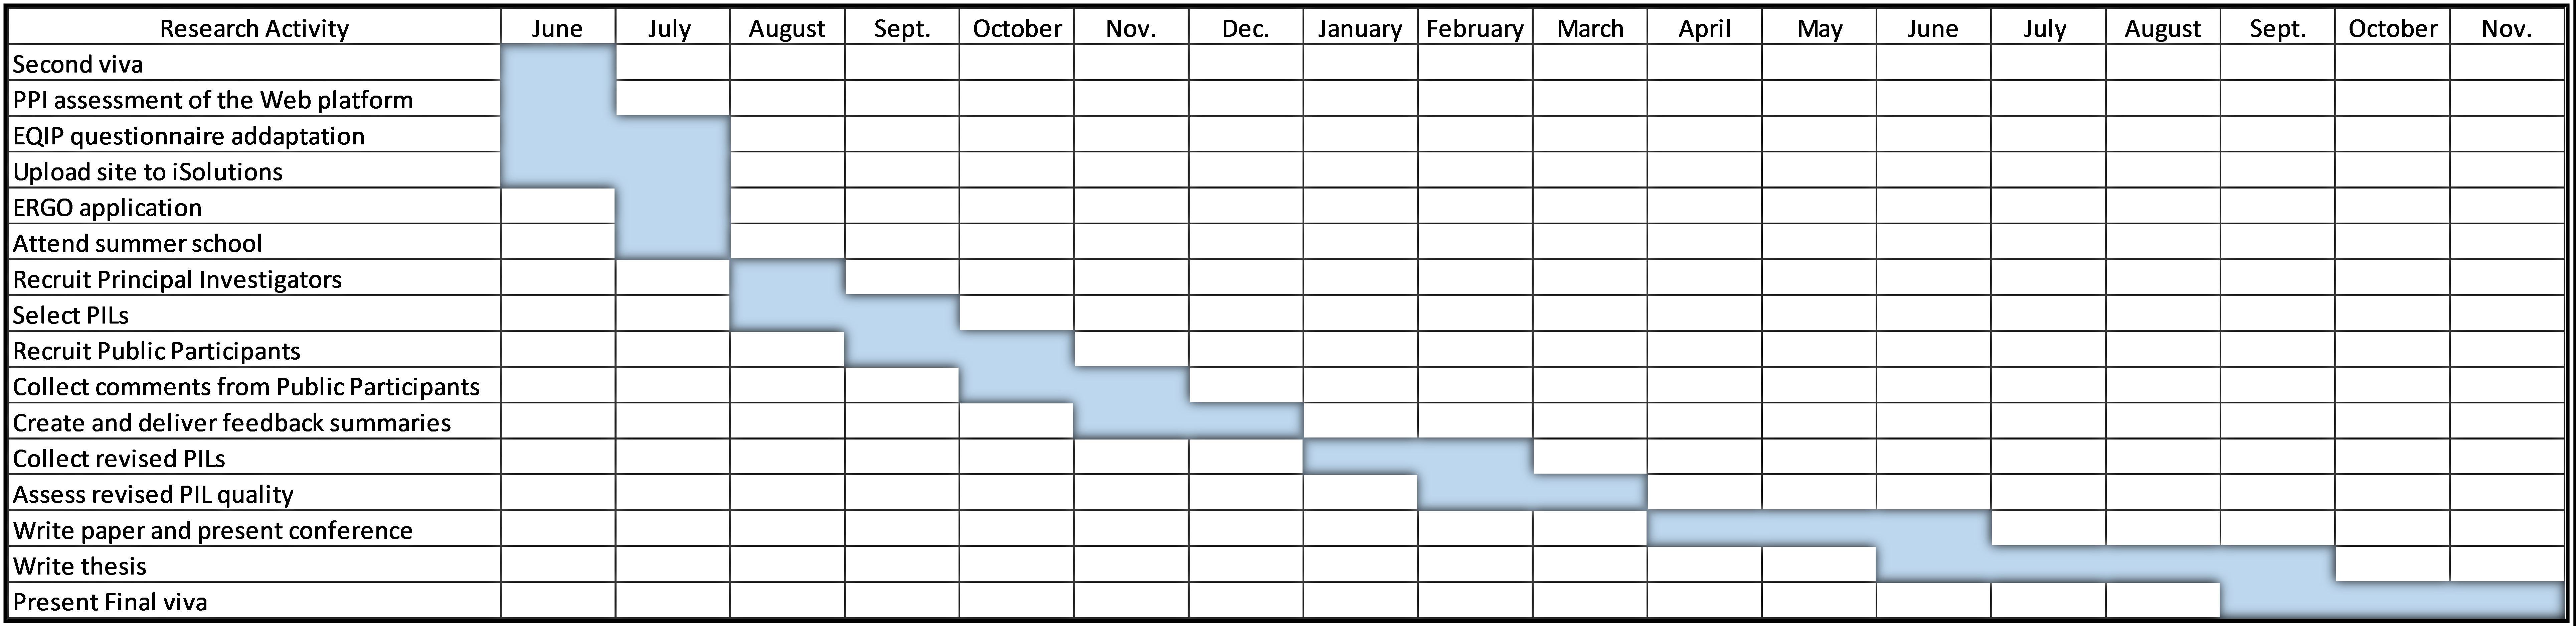 Research Activity June July August Sept. October Nov. Dec. January February March April May June July August Sept. October Nov.
Second viva
PPI assessment of the Web platform
EQIP questionnaire addaptation
Upload site to iSolutions
ERGO application
Attend summer school
Recruit Principal Investigators
Select PILs
Recruit Public Participants
Collect comments from Public Participants
Create and deliver feedback summaries
Collect revised PILs
Assess revised PIL quality
Write paper and present conference
Write thesis
Present Final viva